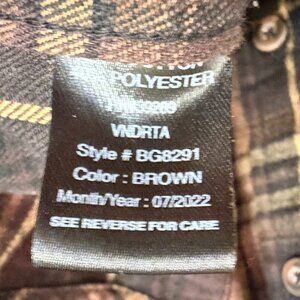 POLYESTER
VNDRTA
Style # BG8291
Color : BROWN
Month/Year : 07/2022
SEE REVERSE FOR CARE